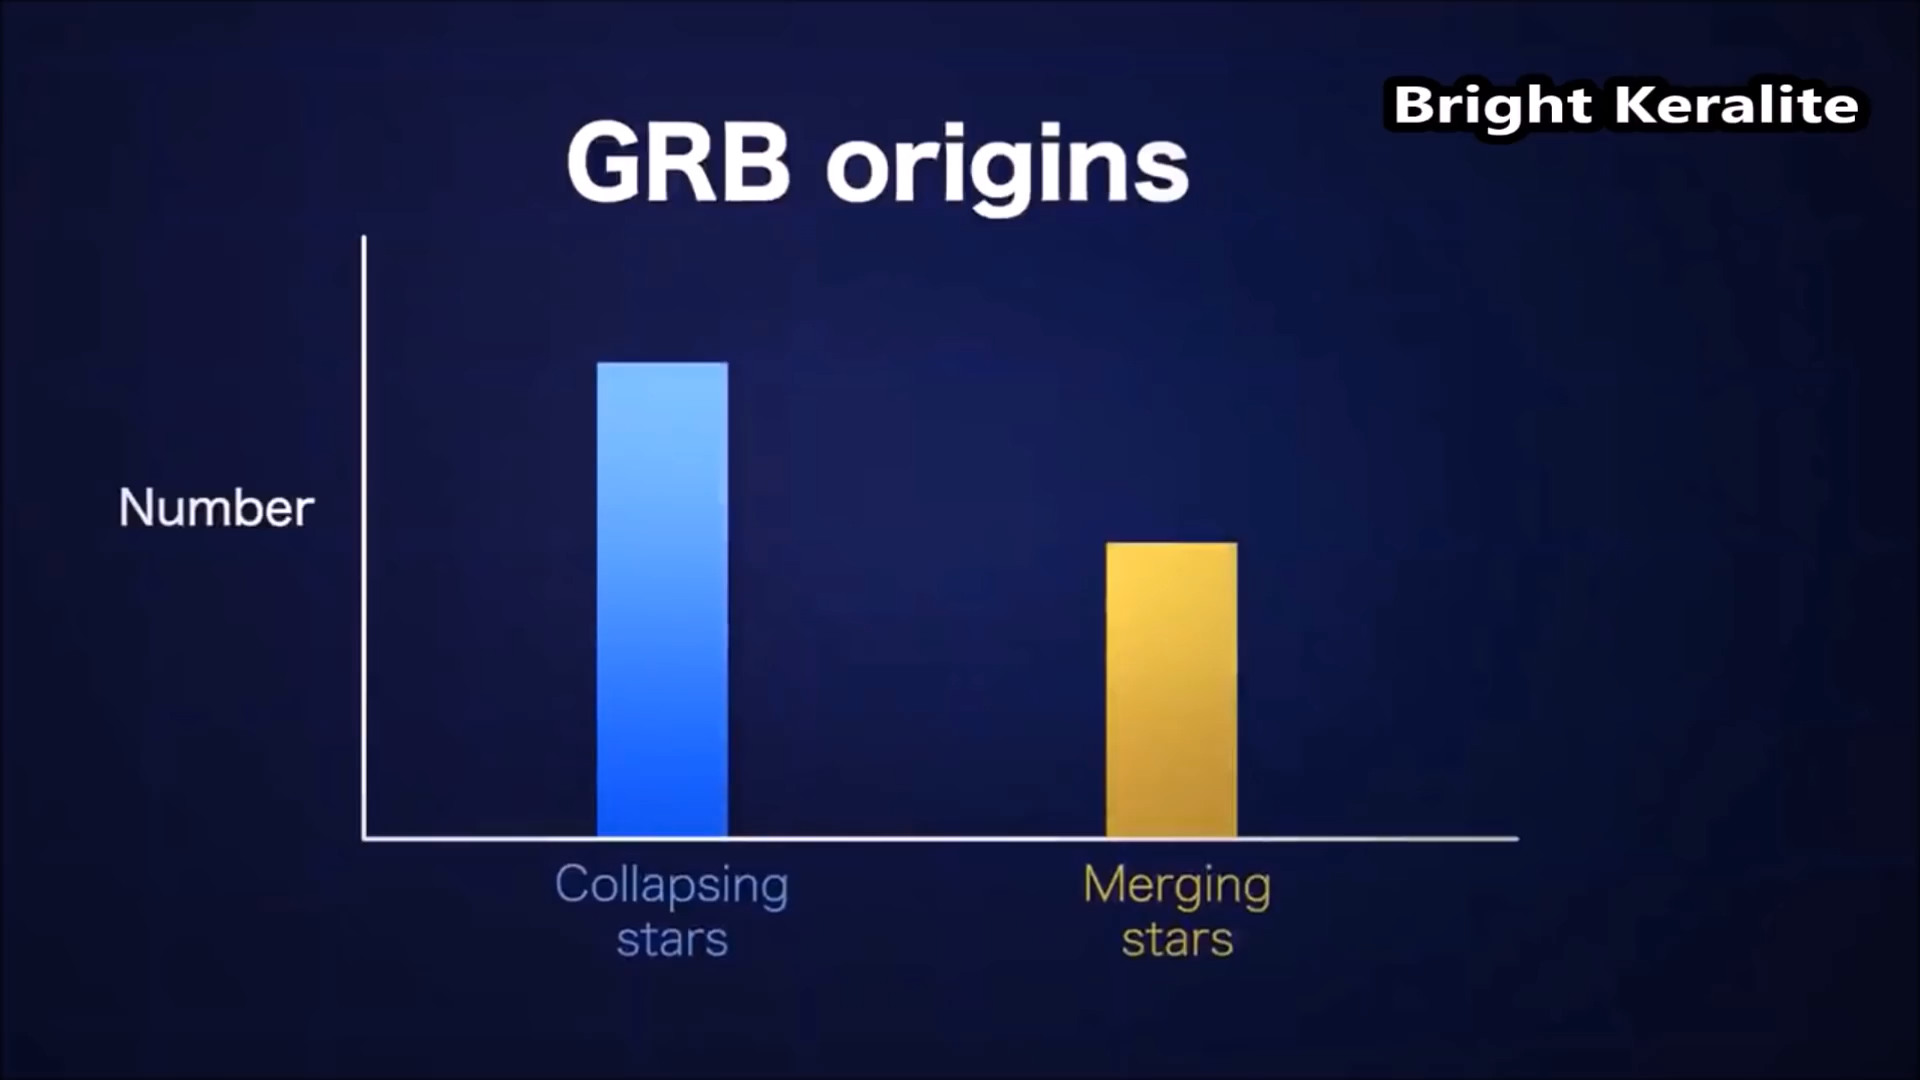 Bright Keralite
GRB origins
Number
Collapsing
stars
Merging
stars